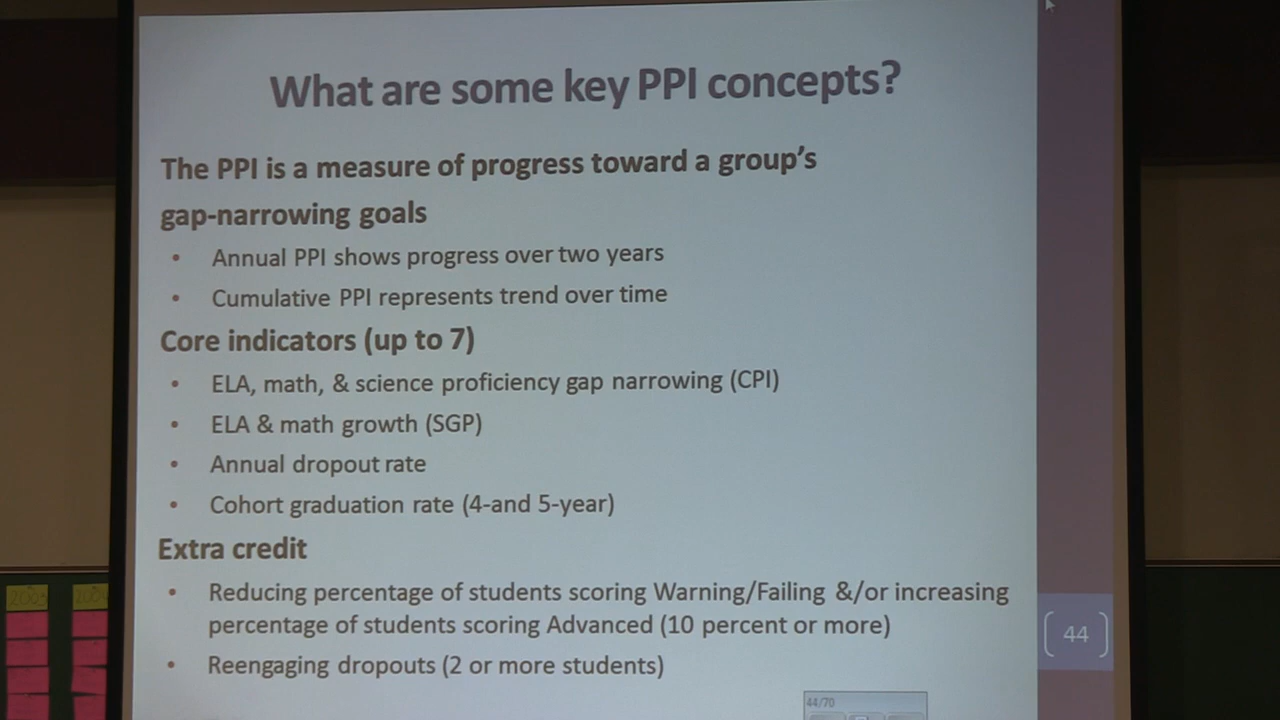 What are some key PPI concepts?
The PPI is a measure of progress toward a group's
gap-narrowing goals
• Annual PPI shows progress over two years
• Cumulative PPI represents trend over time
Core indicators (up to 7)
• ELA, math, & science proficiency gap narrowing (CPI)
• ELA & math growth (SGP)
• Annual dropout rate
• Cohort graduation rate (4-and 5-year)
Extra credit
• Reducing percentage of students scoring Warning/Failing &/or increasing
percentage of students scoring Advanced (10 percent or more)
• Reengaging dropouts (2 or more students)
44
44/70